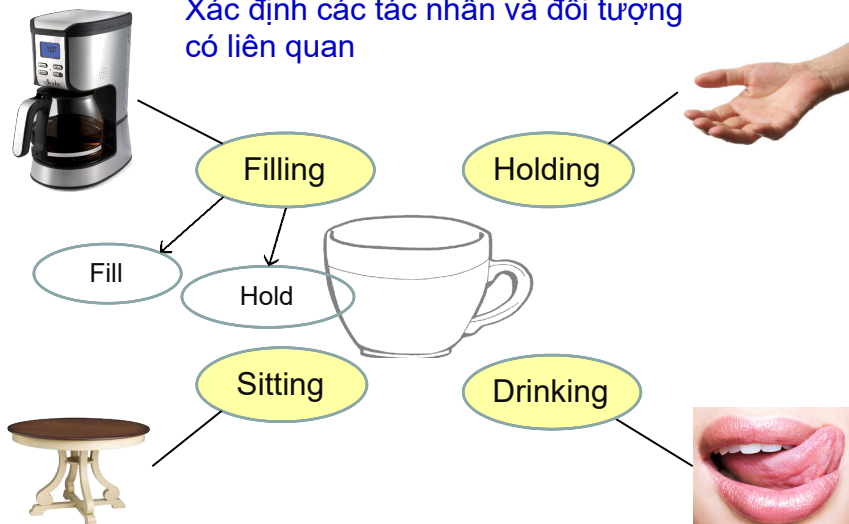 Xác định các tác nhân và đối tượng
có liên quan
Filling
Holding
Fill
Hold
Sitting
Drinking